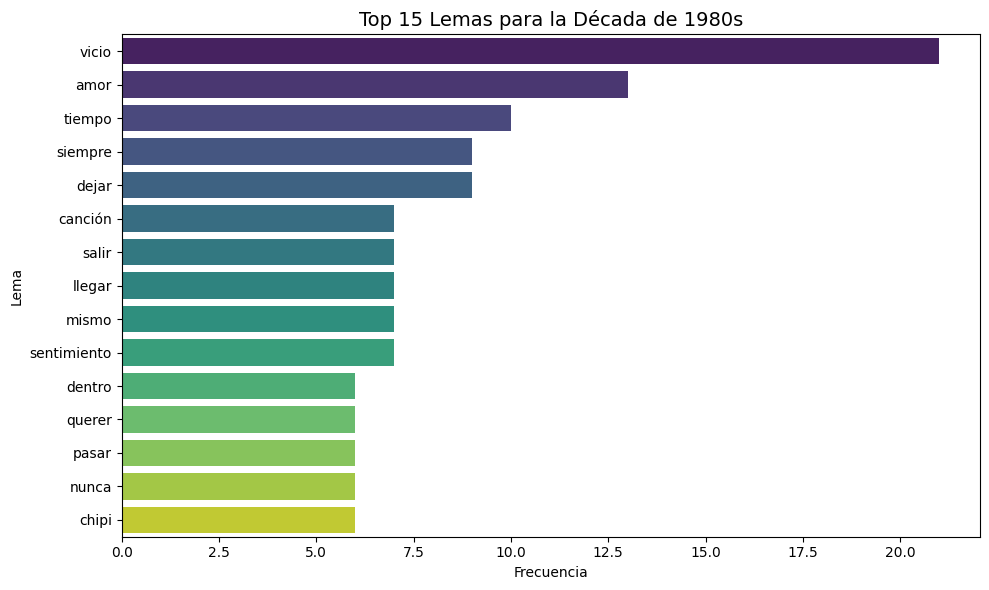 Top 15 Lemas para la Década de 1980s
Lema
vicio
amor
tiempo
siempre
dejar
canción
salir
llegar
mismo
sentimiento
dentro
querer
pasar
nunca
chipi
0.0 2.5 5.0 7.5 10.0 12.5 15.0 17.5 20.0
Frecuencia